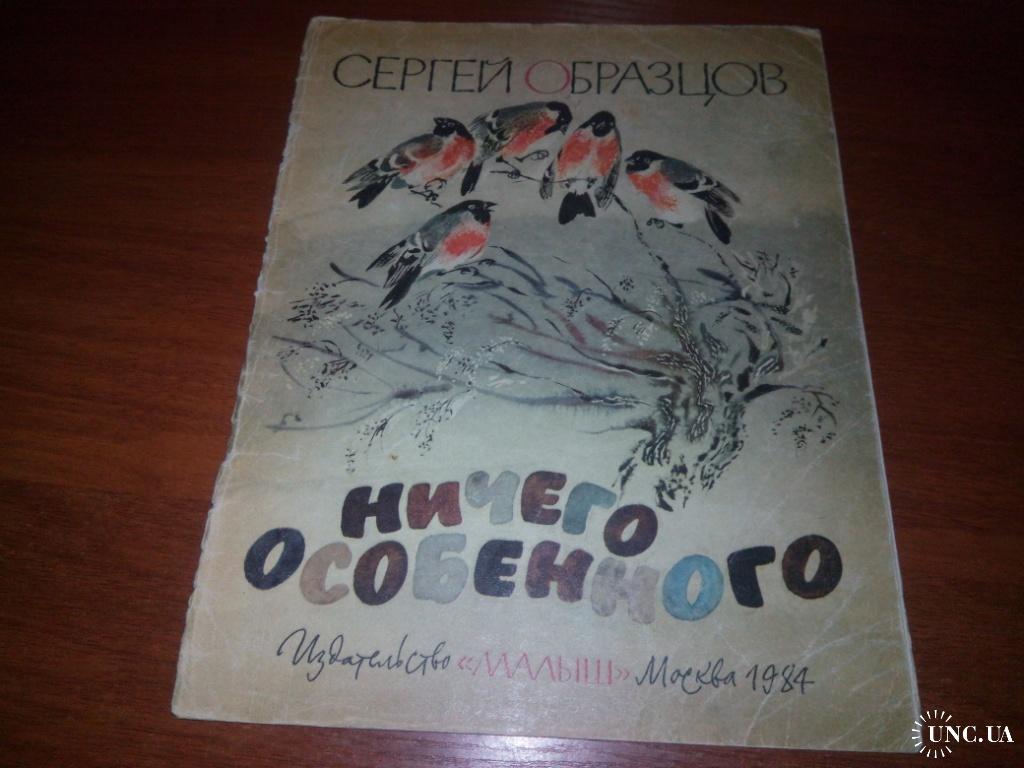 СЕРГЕЙ ОБРАЗЦОВ
НИЧЕГО
ОСОБЕННОГО
Издательство «МАЛЫШ» Москва 1984
UNC.UA